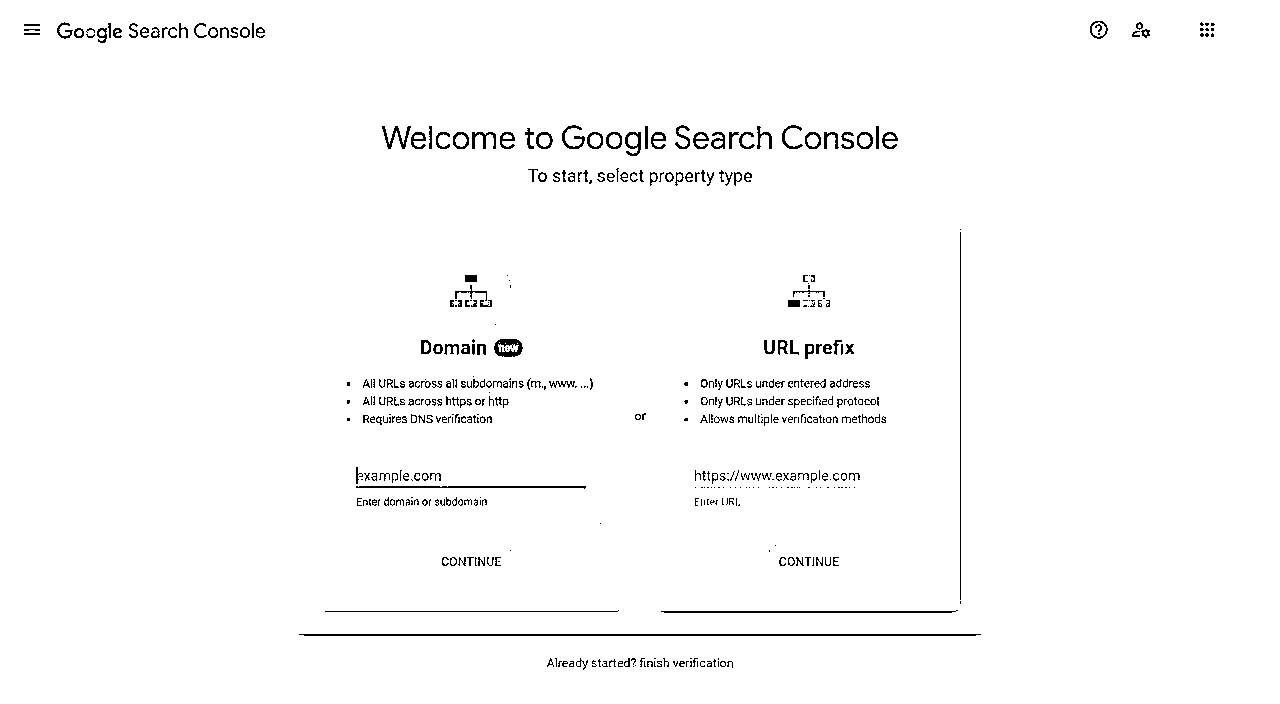 Google Search Console
Welcome to Google Search Console
To start, select property type
Domain new
All URLs across all subdomains (m., www. ...)
All URLs across https or http
Requires DNS verification
example.com
Enter domain or subdomain
CONTINUE
or
URL prefix
Only URLs under entered address
Only URLs under specified protocol
Allows multiple verification methods
https://www.example.com
Enter URL
CONTINUE
Already started? finish verification